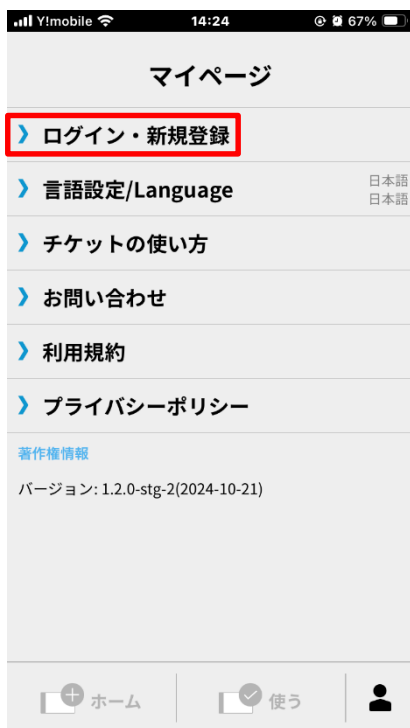 Y!mobile 14:24 67%
マイページ
ログイン・新規登録
言語設定/Language 日本語
日本語
チケットの使い方
お問い合わせ
利用規約
プライバシーポリシー
著作権情報
バージョン: 1.2.0-stg-2(2024-10-21)
ホーム 使う